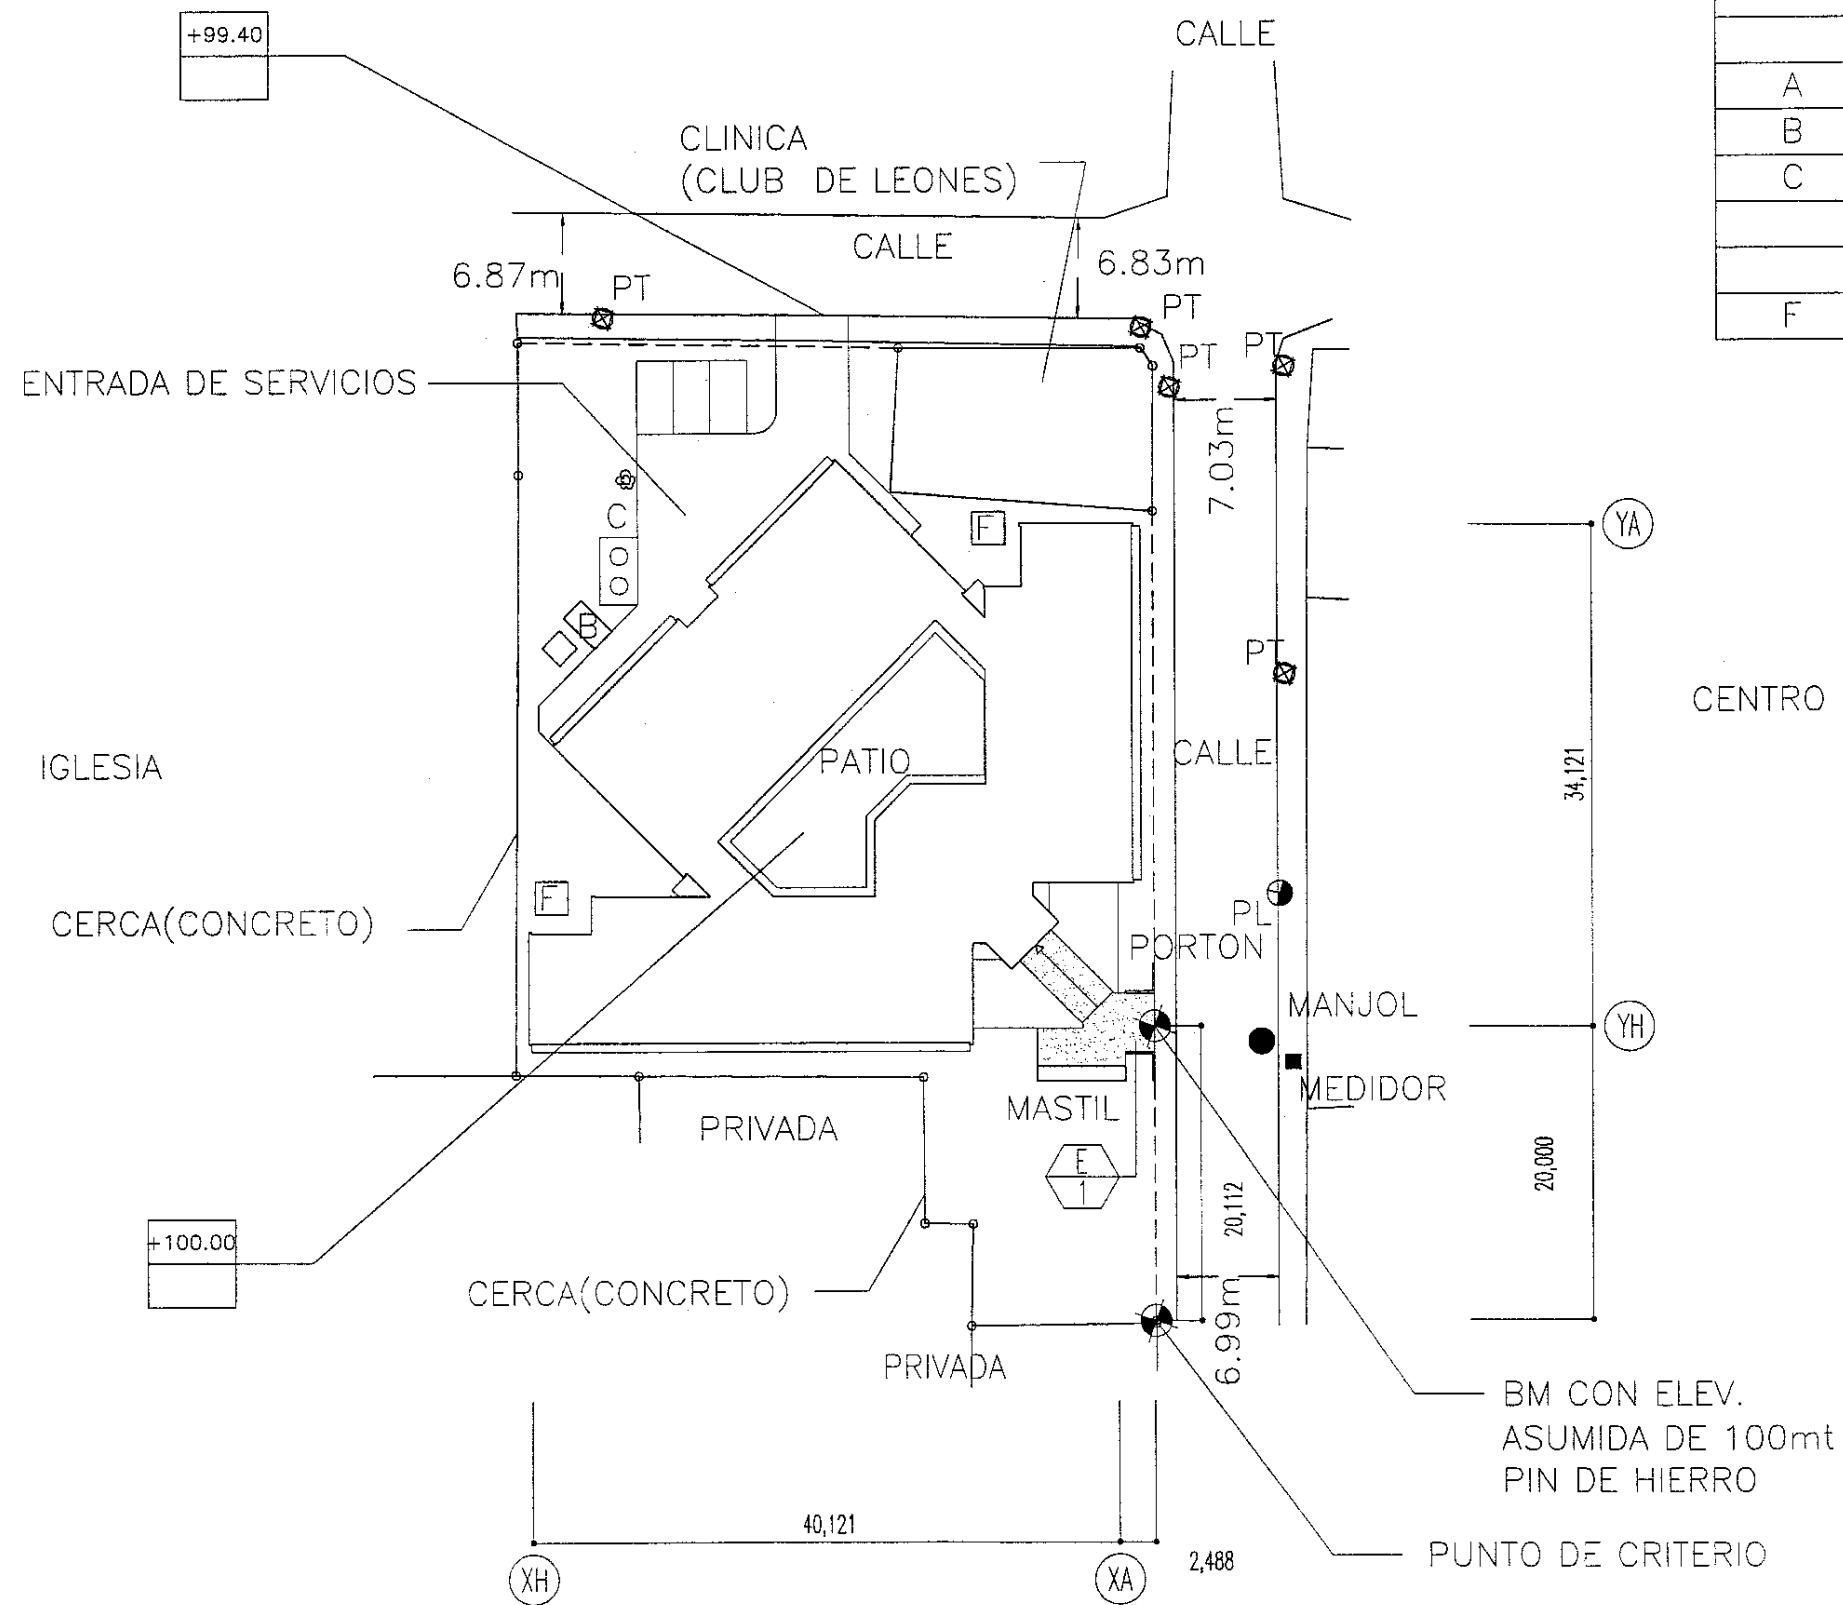 +99.40
CALLE
A
B
C
F
CLINICA
(CLUB DE LEONES)
CALLE
6.87m
6.83m
PT
PT
PT
PT
ENTRADA DE SERVICIOS
7.03m
C
F
YA
B
PT
CENTRO
IGLESIA
PATIO
CALLE
34,121
F
CERCA(CONCRETO)
PL
PORTON
MANJOL
YH
MEDIDOR
MASTIL
PRIVADA
E
1
20,112
20,000
+100.00
CERCA(CONCRETO)
6.99m
PRIVADA
BM CON ELEV.
ASUMIDA DE 100mt
PIN DE HIERRO
40,121
2,488
PUNTO DE CRITERIO
XH
XA